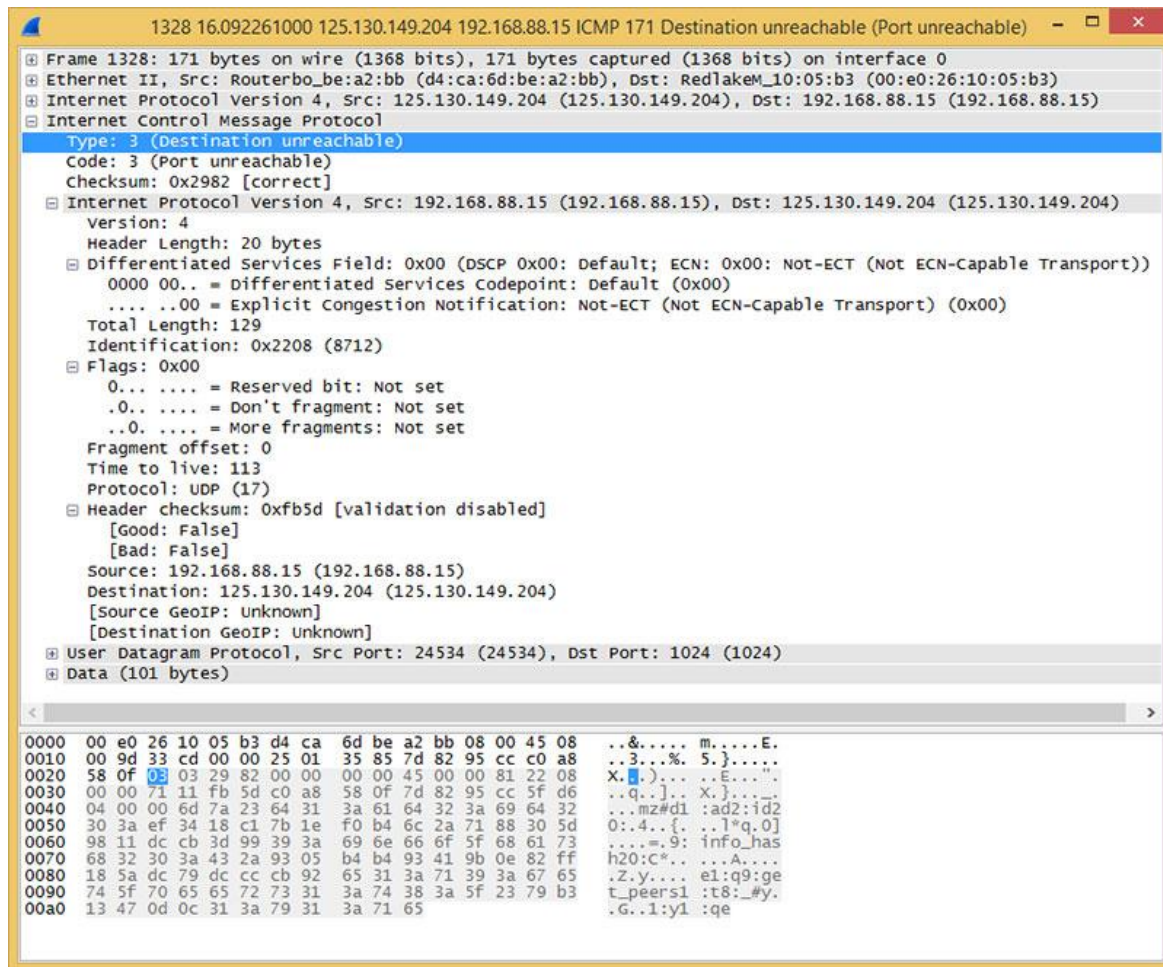 1328 16.092261000 125.130.149.204 192.168.88.15 ICMP 171 Destination unreachable (Port unreachable)
Frame 1328: 171 bytes on wire (1368 bits), 171 bytes captured (1368 bits) on interface 0
Ethernet II, Src: Routerbo_be:a2:bb (d4:ca:6d:be:a2:bb), Dst: RedlakeM_10:05:b3 (00:e0:26:10:05:b3)
Internet Protocol Version 4, Src: 125.130.149.204 (125.130.149.204), Dst: 192.168.88.15 (192.168.88.15)
Internet Control Message Protocol
Type: 3 (Destination unreachable)
Code: 3 (Port unreachable)
Checksum: 0x2982 [correct]
Internet Protocol Version 4, Src: 192.168.88.15 (192.168.88.15), Dst: 125.130.149.204 (125.130.149.204)
Version: 4
Header Length: 20 bytes
Differentiated Services Field: 0x00 (DSCP 0x00: Default; ECN: 0x00: Not-ECT (Not ECN-Capable Transport))
0000 00.. = Differentiated Services Codepoint: Default (0x00)
.... ..00 = Explicit Congestion Notification: Not-ECT (Not ECN-Capable Transport) (0x00)
Total Length: 129
Identification: 0x2208 (8712)
Flags: 0x00
0... .... = Reserved bit: Not set
.0.. .... = Don't fragment: Not set
..0. .... = More fragments: Not set
Fragment offset: 0
Time to live: 113
Protocol: UDP (17)
Header checksum: 0xfb5d [validation disabled]
[Good: False]
[Bad: False]
Source: 192.168.88.15 (192.168.88.15)
Destination: 125.130.149.204 (125.130.149.204)
[Source GeoIP: Unknown]
[Destination GeoIP: Unknown]
User Datagram Protocol, Src Port: 24534 (24534), Dst Port: 1024 (1024)
Data (101 bytes)
0000 00 e0 26 10 05 b3 d4 ca 6d be a2 bb 08 00 45 08 ..&..... m.....E.
0010 00 9d 33 cd 00 00 25 01 35 85 7d 82 95 cc c0 a8 ..3...%. 5.}.....
0020 58 0f 03 03 29 82 00 00 00 00 45 00 00 81 22 08 X...)... ..E...".
0030 00 00 71 11 fb 5d c0 a8 58 0f 7d 82 95 cc 5f d6 ..q..].. X.}..._.
0040 04 00 00 6d 7a 23 64 31 3a 61 64 32 3a 69 64 32 ...mz#d1 :ad2:id2
0050 30 3a ef 34 18 c1 7b 1e f0 b4 6c 2a 71 88 30 5d 0:.4..{. ..l*q.0]
0060 98 11 dc cb 3d 99 39 3a 69 6e 66 6f 5f 68 61 73 ....=.9: info_has
0070 68 32 30 3a 43 2a 93 05 b4 b4 93 41 9b 0e 82 ff h20:C*.. ...A....
0080 18 5a dc 79 dc cc cb 92 65 31 3a 71 39 3a 67 65 .Z.y.... e1:q9:ge
0090 74 5f 70 65 65 72 73 31 3a 74 38 3a 5f 23 79 b3 t_peers1 :t8:_#y.
00a0 13 47 0d 0c 31 3a 79 31 3a 71 65 .G..1:y1 :qe